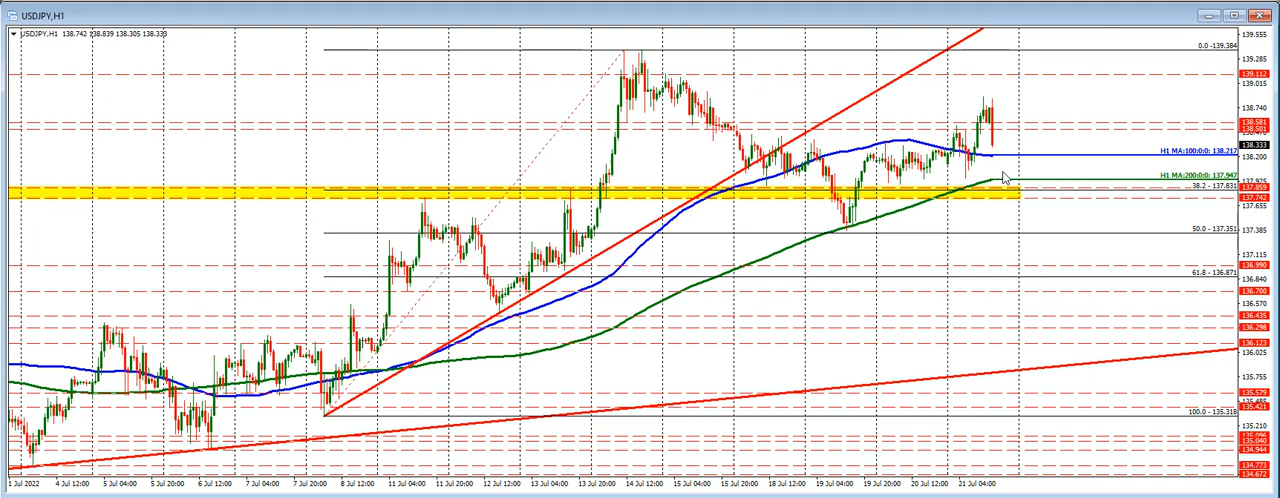 USDJPY,H1
USDJPY,H1 138.742 138.839 138.305 138.333
139.555
0.0 -139.384
139.285
139.112
139.015
138.740
138.581
138.501
138.333
H1 MA:100:0:0: 138.217
138.200
H1 MA:200:0:0: 137.947
137.925
38.2 - 137.831
137.859
137.742
137.655
50.0 - 137.351
137.385
137.115
136.990
61.8 - 136.871
136.840
136.700
136.570
136.435
136.298
136.123
136.025
135.755
135.579
135.485
135.421
100.0 - 135.318
135.210
135.040
134.944
134.773
134.672
1 Jul 2022
4 Jul 12:00
5 Jul 04:00
5 Jul 20:00
6 Jul 12:00
7 Jul 04:00
7 Jul 20:00
8 Jul 12:00
11 Jul 04:00
11 Jul 20:00
12 Jul 12:00
13 Jul 04:00
13 Jul 20:00
14 Jul 12:00
15 Jul 04:00
15 Jul 20:00
18 Jul 12:00
19 Jul 04:00
19 Jul 20:00
20 Jul 12:00
21 Jul 04:00